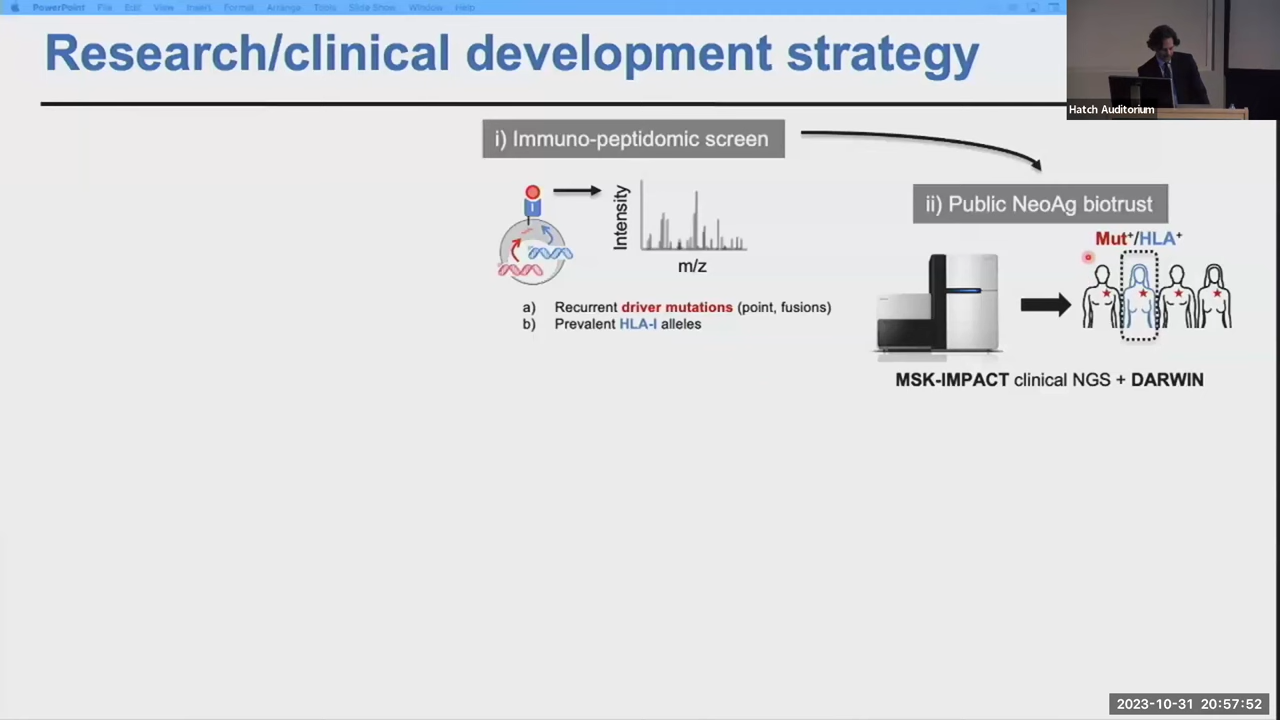 PowerPoint File Edit View Insert Format Arrange Tools Slide Show Window Help
Research/clinical development strategy
Hatch Auditorium
i) Immuno-peptidomic screen
ii) Public NeoAg biotrust
I
Intensity
m/z
Mut⁺/HLA⁺
a) Recurrent driver mutations (point, fusions)
b) Prevalent HLA-I alleles
MSK-IMPACT clinical NGS + DARWIN
2023-10-31 20:57:52